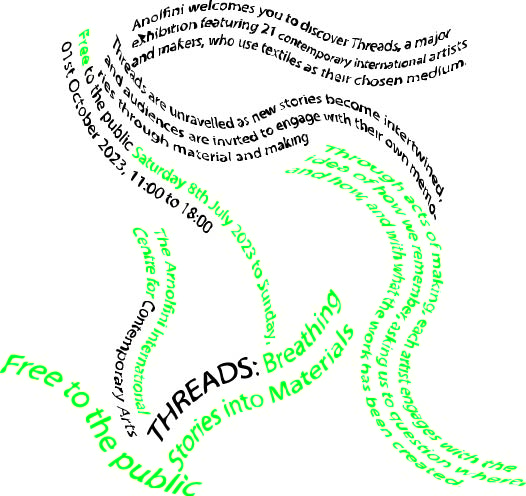 Arnolfini welcomes you to discover Threads, a major
exhibition featuring 21 contemporary international artists
and makers, who use textiles as their chosen medium.
Threads are unravelled as new stories become intertwined,
and audiences are invited to engage with their own memo-
ries through material and making
Free to the public Saturday 8th July 2023 to Sunday,
01st October 2023, 11:00 to 18:00
Through acts of making, each artist engages with the
idea of how we remember, asking us to question where
and how, and with what the work has been created
The Arnolfini International
Centre for Contemporary Arts
THREADS: Breathing
Stories into Materials
Free to the public